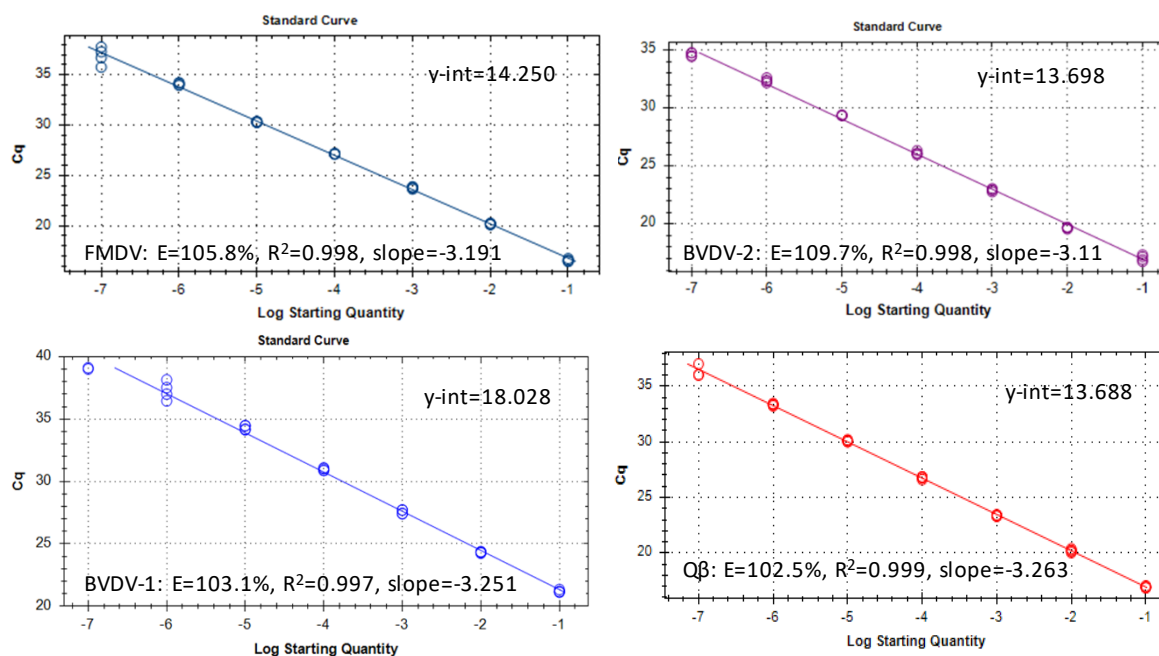 Standard Curve
35
30
25
20
Cq
y-int=14.250
FMDV: E=105.8%, R²=0.998, slope=-3.191
-7 -6 -5 -4 -3 -2 -1
Log Starting Quantity
Standard Curve
35
30
25
20
Cq
y-int=13.698
BVDV-2: E=109.7%, R²=0.998, slope=-3.11
-7 -6 -5 -4 -3 -2 -1
Log Starting Quantity
Standard Curve
40
35
30
25
20
Cq
y-int=18.028
BVDV-1: E=103.1%, R²=0.997, slope=-3.251
-7 -6 -5 -4 -3 -2 -1
Log Starting Quantity
35
30
25
20
Cq
y-int=13.688
Qβ: E=102.5%, R²=0.999, slope=-3.263
-7 -6 -5 -4 -3 -2 -1
Log Starting Quantity